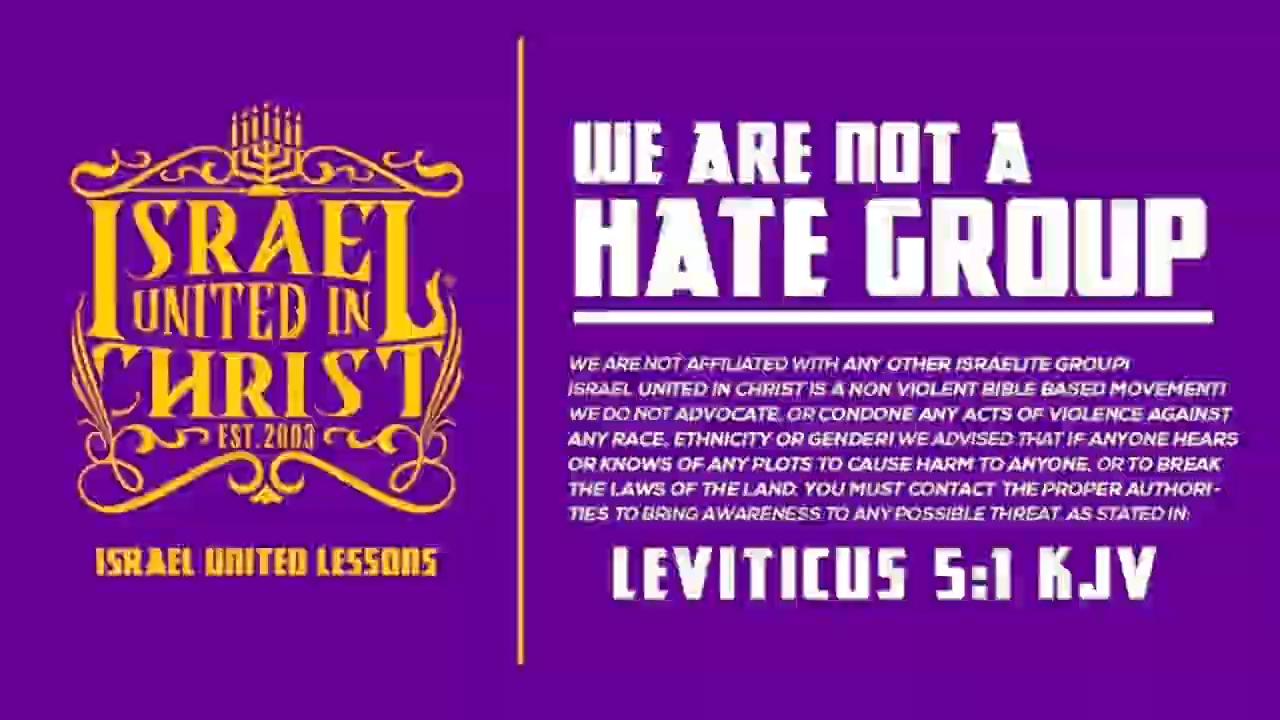 ISRAEL
UNITED IN
CHRIST
EST. 2003
ISRAEL UNITED LESSONS
WE ARE NOT A
HATE GROUP
WE ARE NOT AFFILIATED WITH ANY OTHER ISRAELITE GROUP!
ISRAEL UNITED IN CHRIST IS A NON VIOLENT BIBLE BASED MOVEMENT!
WE DO NOT ADVOCATE, OR CONDONE ANY ACTS OF VIOLENCE AGAINST
ANY RACE, ETHNICITY OR GENDER! WE ADVISED THAT IF ANYONE HEARS
OR KNOWS OF ANY PLOTS TO CAUSE HARM TO ANYONE, OR TO BREAK
THE LAWS OF THE LAND: YOU MUST CONTACT THE PROPER AUTHORI-
TIES TO BRING AWARENESS TO ANY POSSIBLE THREAT. AS STATED IN:
LEVITICUS 5:1 KJV